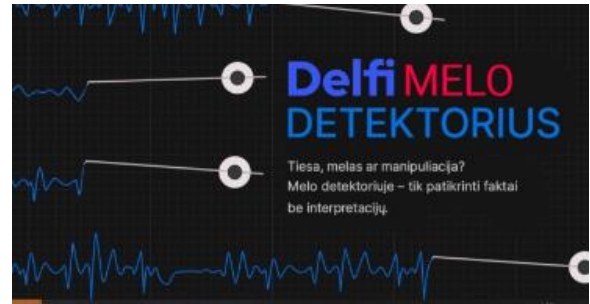 Delfi MELO
DETEKTORIUS
Tiesa, melas ar manipuliacija?
Melo detektoriuje – tik patikrinti faktai
be interpretacijų.